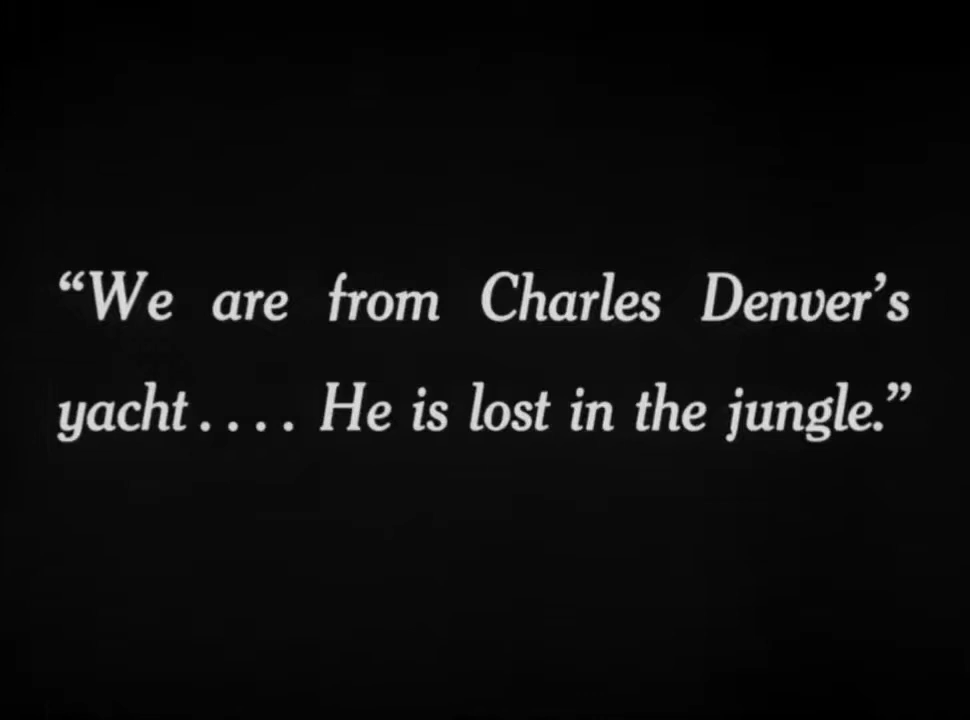 “We are from Charles Denver’s
yacht.... He is lost in the jungle.”